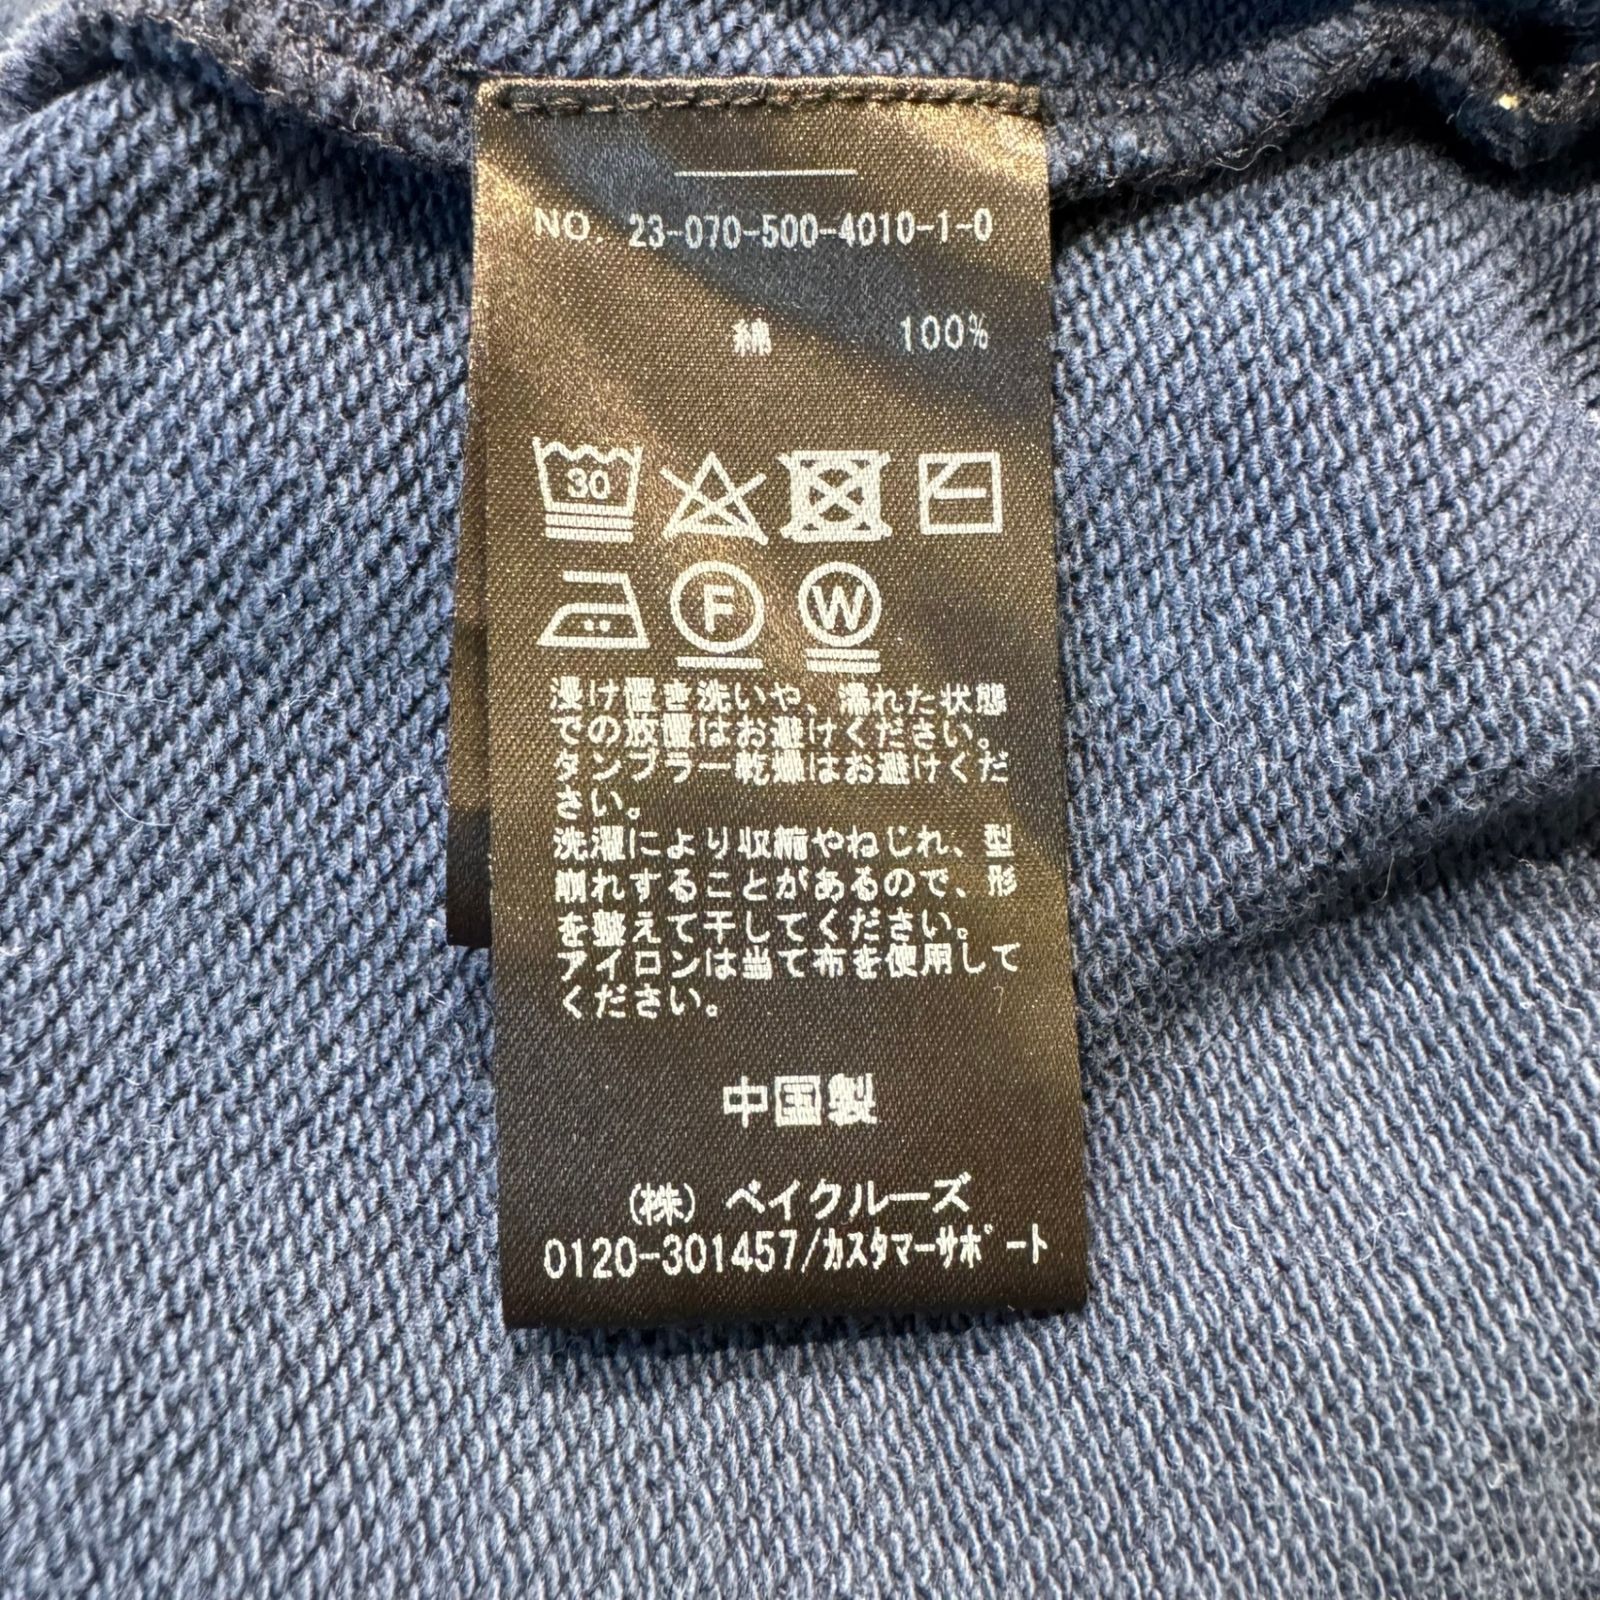 NO. 23-070-500-4010-1-0
綿 100%
30
F W
浸け置き洗いや、濡れた状態
での放置はお避けください。
タンブラー乾燥はお避けくだ
さい。
洗濯により収縮やねじれ、型
崩れすることがあるので、形
を整えて干してください。
アイロンは当て布を使用して
ください。
中国製
(株) ベイクルーズ
0120-301457/カスタマーサポート